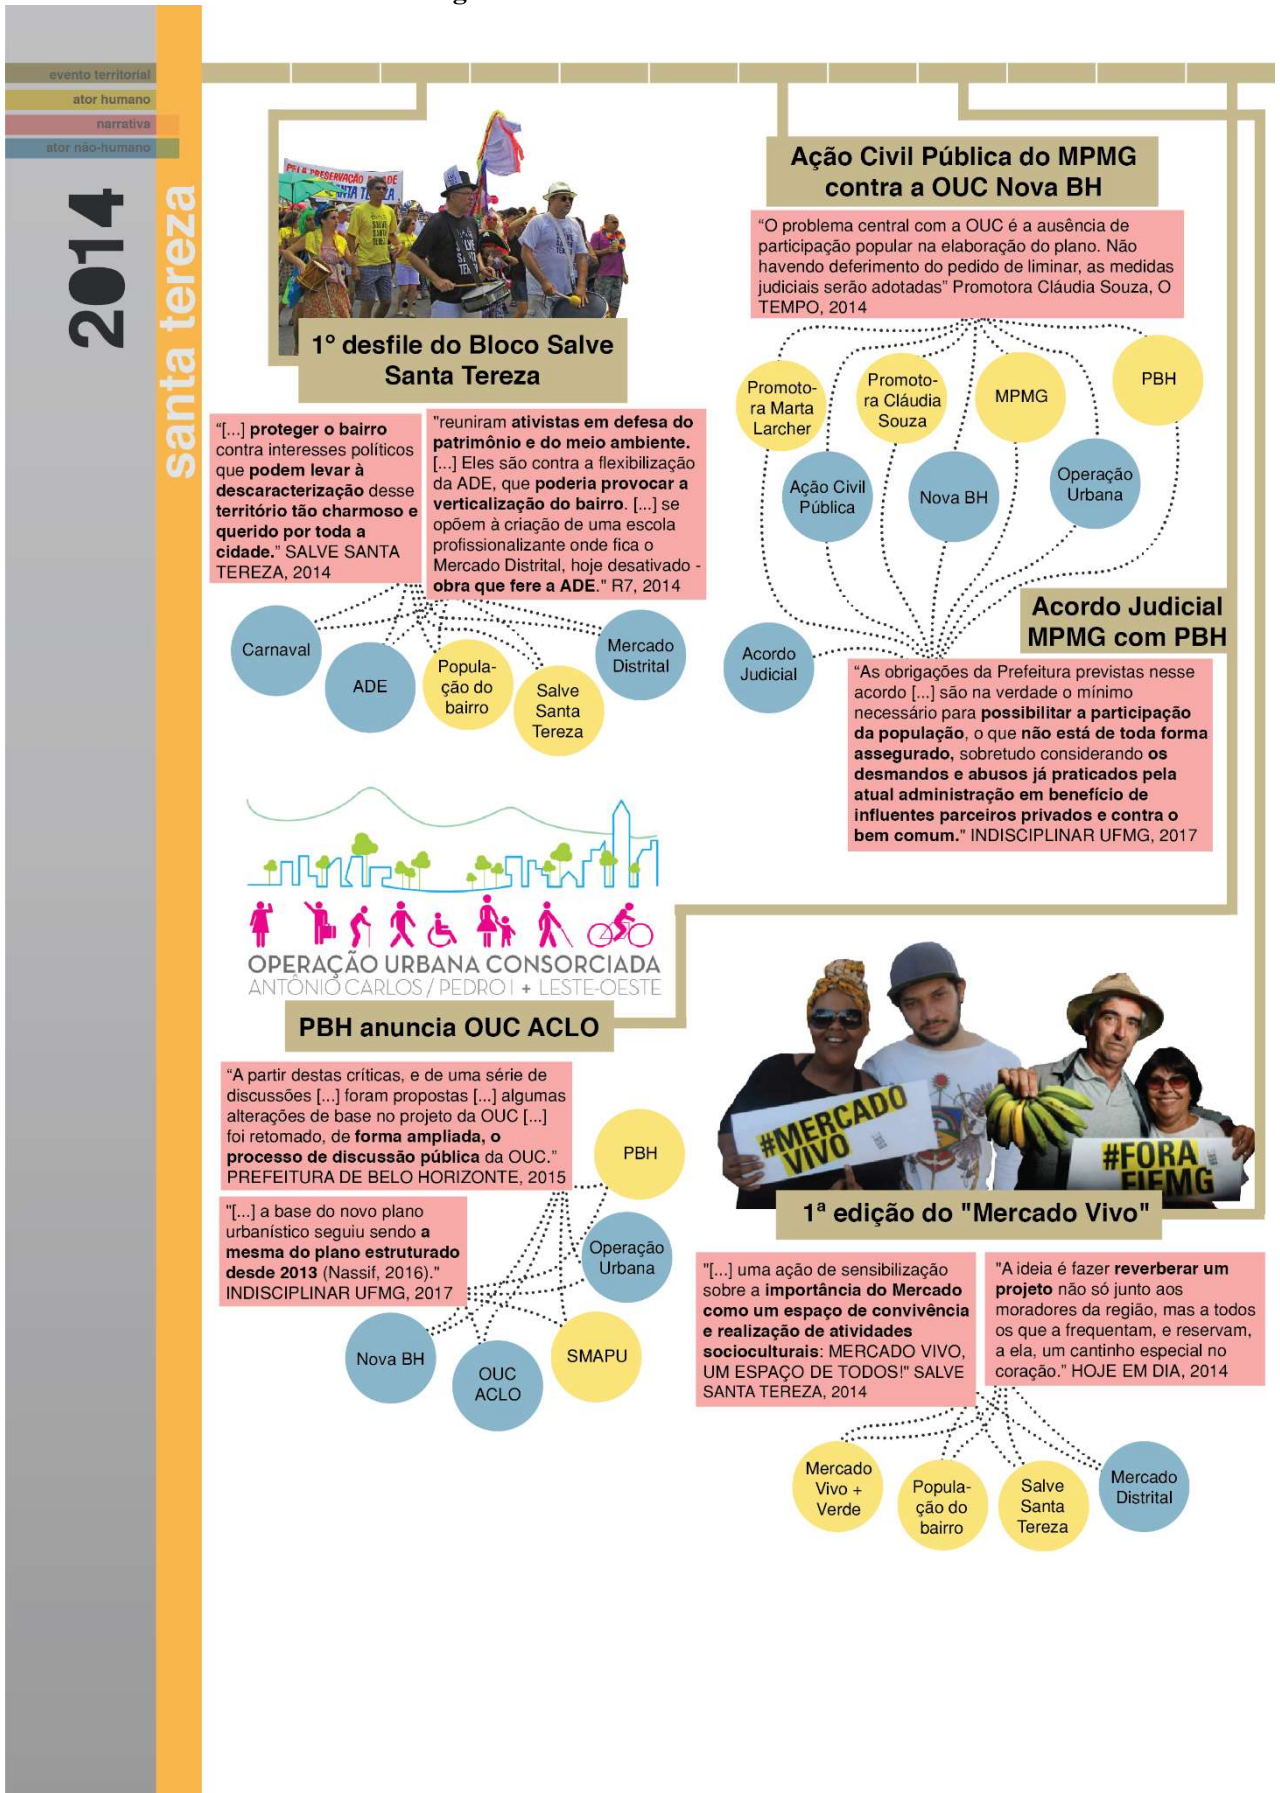 evento territorial
ator humano
narrativa
ator não-humano
2014
santa tereza
PELA PRESERVAÇÃO
SANTA TEREZA
1º desfile do Bloco Salve
Santa Tereza
"[...] proteger o bairro
contra interesses políticos
que podem levar à
descaracterização desse
território tão charmoso e
querido por toda a
cidade." SALVE SANTA
TEREZA, 2014
"reuniram ativistas em defesa do
patrimônio e do meio ambiente.
[...] Eles são contra a flexibilização
da ADE, que poderia provocar a
verticalização do bairro. [...] se
opõem à criação de uma escola
profissionalizante onde fica o
Mercado Distrital, hoje desativado -
obra que fere a ADE." R7, 2014
Carnaval
ADE
Popula-
ção do
bairro
Salve
Santa
Tereza
Mercado
Distrital
Ação Civil Pública do MPMG
contra a OUC Nova BH
"O problema central com a OUC é a ausência de
participação popular na elaboração do plano. Não
havendo deferimento do pedido de liminar, as medidas
judiciais serão adotadas" Promotora Cláudia Souza, O
TEMPO, 2014
Promoto-
ra Marta
Larcher
Promoto-
ra Cláudia
Souza
MPMG
PBH
Ação Civil
Pública
Nova BH
Operação
Urbana
Acordo Judicial
MPMG com PBH
Acordo
Judicial
"As obrigações da Prefeitura previstas nesse
acordo [...] são na verdade o mínimo
necessário para possibilitar a participação
da população, o que não está de toda forma
assegurado, sobretudo considerando os
desmandos e abusos já praticados pela
atual administração em benefício de
influentes parceiros privados e contra o
bem comum." INDISCIPLINAR UFMG, 2017
OPERAÇÃO URBANA CONSORCIADA
ANTÔNIO CARLOS / PEDRO I + LESTE-OESTE
PBH anuncia OUC ACLO
"A partir destas críticas, e de uma série de
discussões [...] foram propostas [...] algumas
alterações de base no projeto da OUC [...]
foi retomado, de forma ampliada, o
processo de discussão pública da OUC."
PREFEITURA DE BELO HORIZONTE, 2015
"[...] a base do novo plano
urbanístico seguiu sendo a
mesma do plano estruturado
desde 2013 (Nassif, 2016)."
INDISCIPLINAR UFMG, 2017
PBH
Operação
Urbana
SMAPU
OUC
ACLO
Nova BH
#MERCADO
VIVO
#FORA
FIEMG
1ª edição do "Mercado Vivo"
"[...] uma ação de sensibilização
sobre a importância do Mercado
como um espaço de convivência
e realização de atividades
socioculturais: MERCADO VIVO,
UM ESPAÇO DE TODOS!" SALVE
SANTA TEREZA, 2014
"A ideia é fazer reverberar um
projeto não só junto aos
moradores da região, mas a todos
os que a frequentam, e reservam,
a ela, um cantinho especial no
coração." HOJE EM DIA, 2014
Mercado
Vivo +
Verde
Popula-
ção do
bairro
Salve
Santa
Tereza
Mercado
Distrital